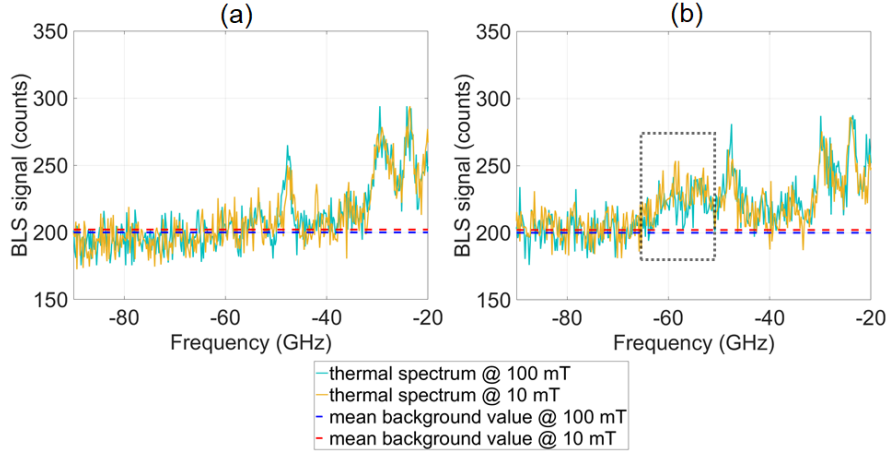 (a) (b)
350 350
300 300
250 250
200 200
150 150
BLS signal (counts) BLS signal (counts)
-80 -60 -40 -20 -80 -60 -40 -20
Frequency (GHz) Frequency (GHz)
thermal spectrum @ 100 mT
thermal spectrum @ 10 mT
mean background value @ 100 mT
mean background value @ 10 mT